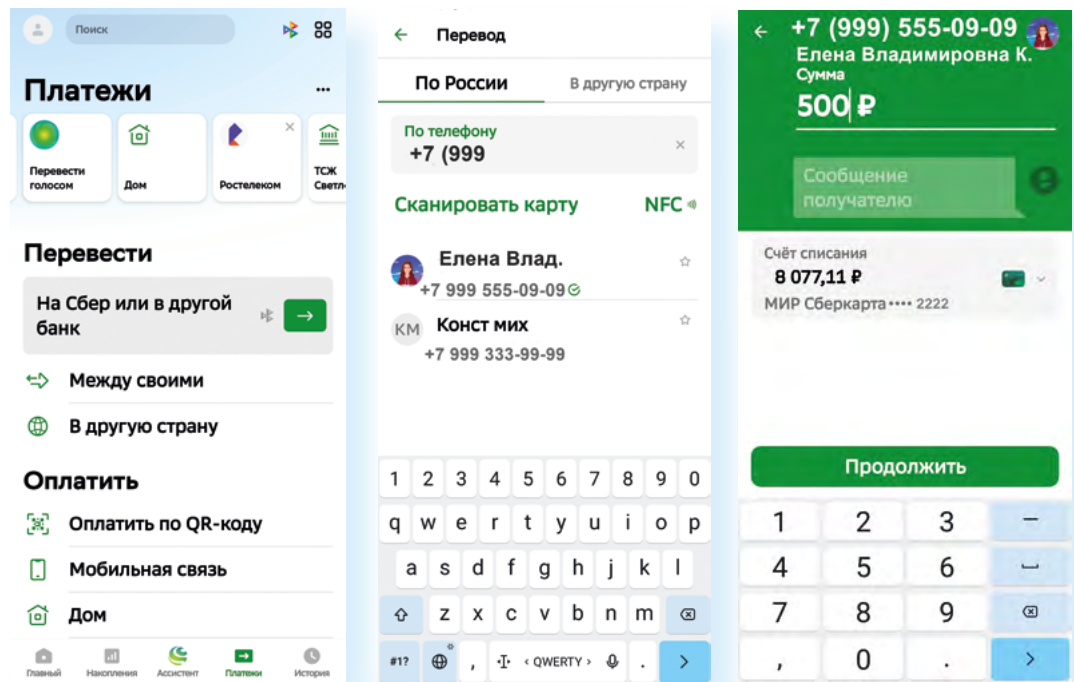 Поиск
Платежи
Перевести
голосом
Дом
Ростелеком
ТСЖ
Светл
Перевести
На Сбер или в другой
банк
Между своими
В другую страну
Оплатить
Оплатить по QR-коду
Мобильная связь
Дом
Главный
Накопления
Ассистент
Платежи
История
Перевод
По России
В другую страну
По телефону
+7 (999
Сканировать карту NFC
Елена Влад.
+7 999 555-09-09
КМ
Конст мих
+7 999 333-99-99
1 2 3 4 5 6 7 8 9 0
q w e r t y u i o p
a s d f g h j k l
z x c v b n m
#1? , < QWERTY > .
+7 (999) 555-09-09
Елена Владимировна К.
Сумма
500 ₽
Сообщение
получателю
Счёт списания
8 077,11 ₽
МИР Сберкарта •••• 2222
Продолжить
1 2 3 –
4 5 6
7 8 9
, 0 .